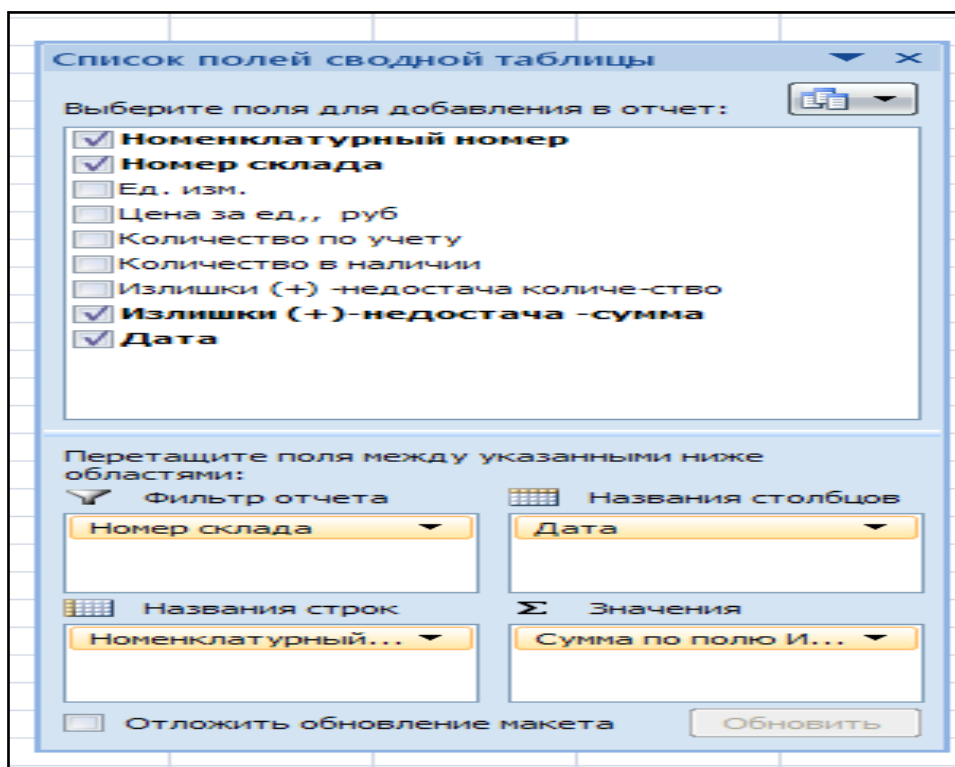 Список полей сводной таблицы
Выберите поля для добавления в отчет:
Номенклатурный номер
Номер склада
Ед. изм.
Цена за ед,, руб
Количество по учету
Количество в наличии
Излишки (+) -недостача количе-ство
Излишки (+)-недостача -сумма
Дата
Перетащите поля между указанными ниже
областями:
Фильтр отчета
Названия столбцов
Номер склада
Дата
Названия строк
Σ Значения
Номенклатурный...
Сумма по полю И...
Отложить обновление макета
Обновить